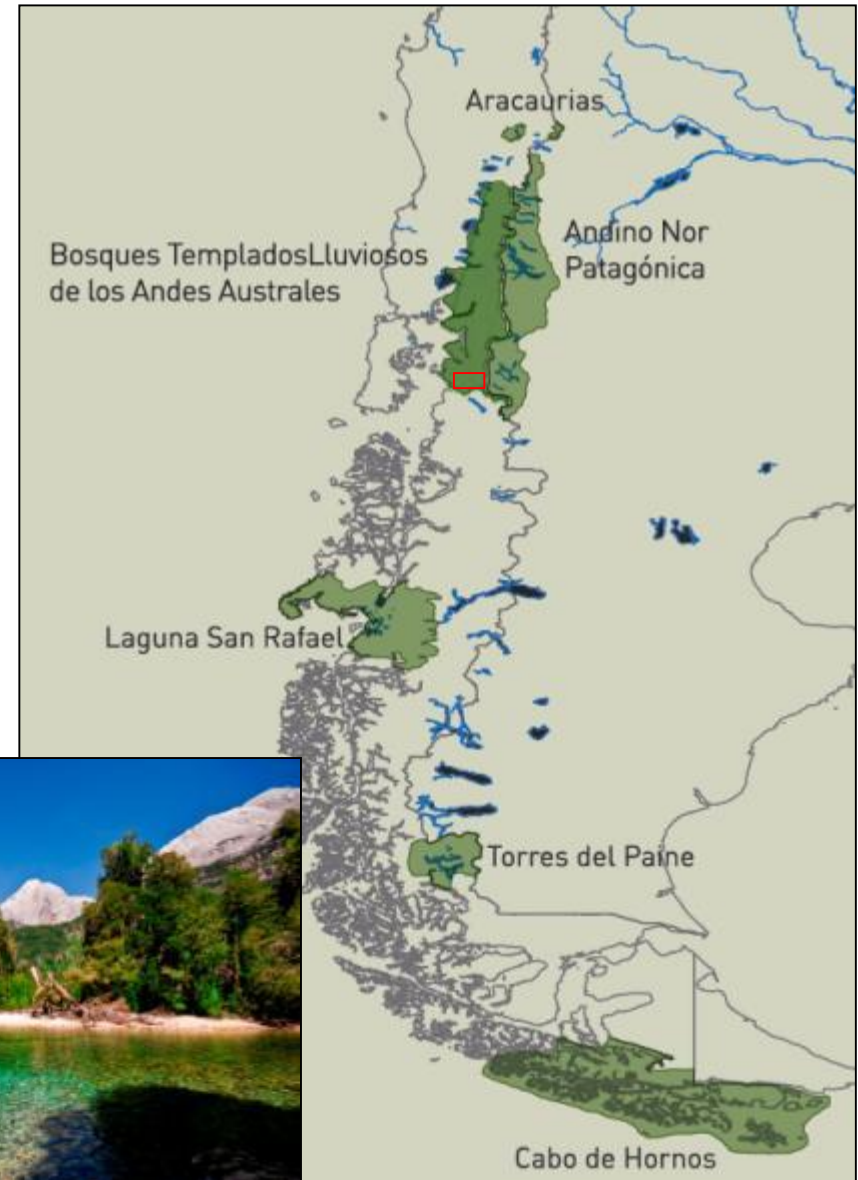 Aracaurias
Andino Nor
Patagónica
Bosques TempladosLluviosos
de los Andes Australes
Laguna San Rafael
Torres del Paine
Cabo de Hornos